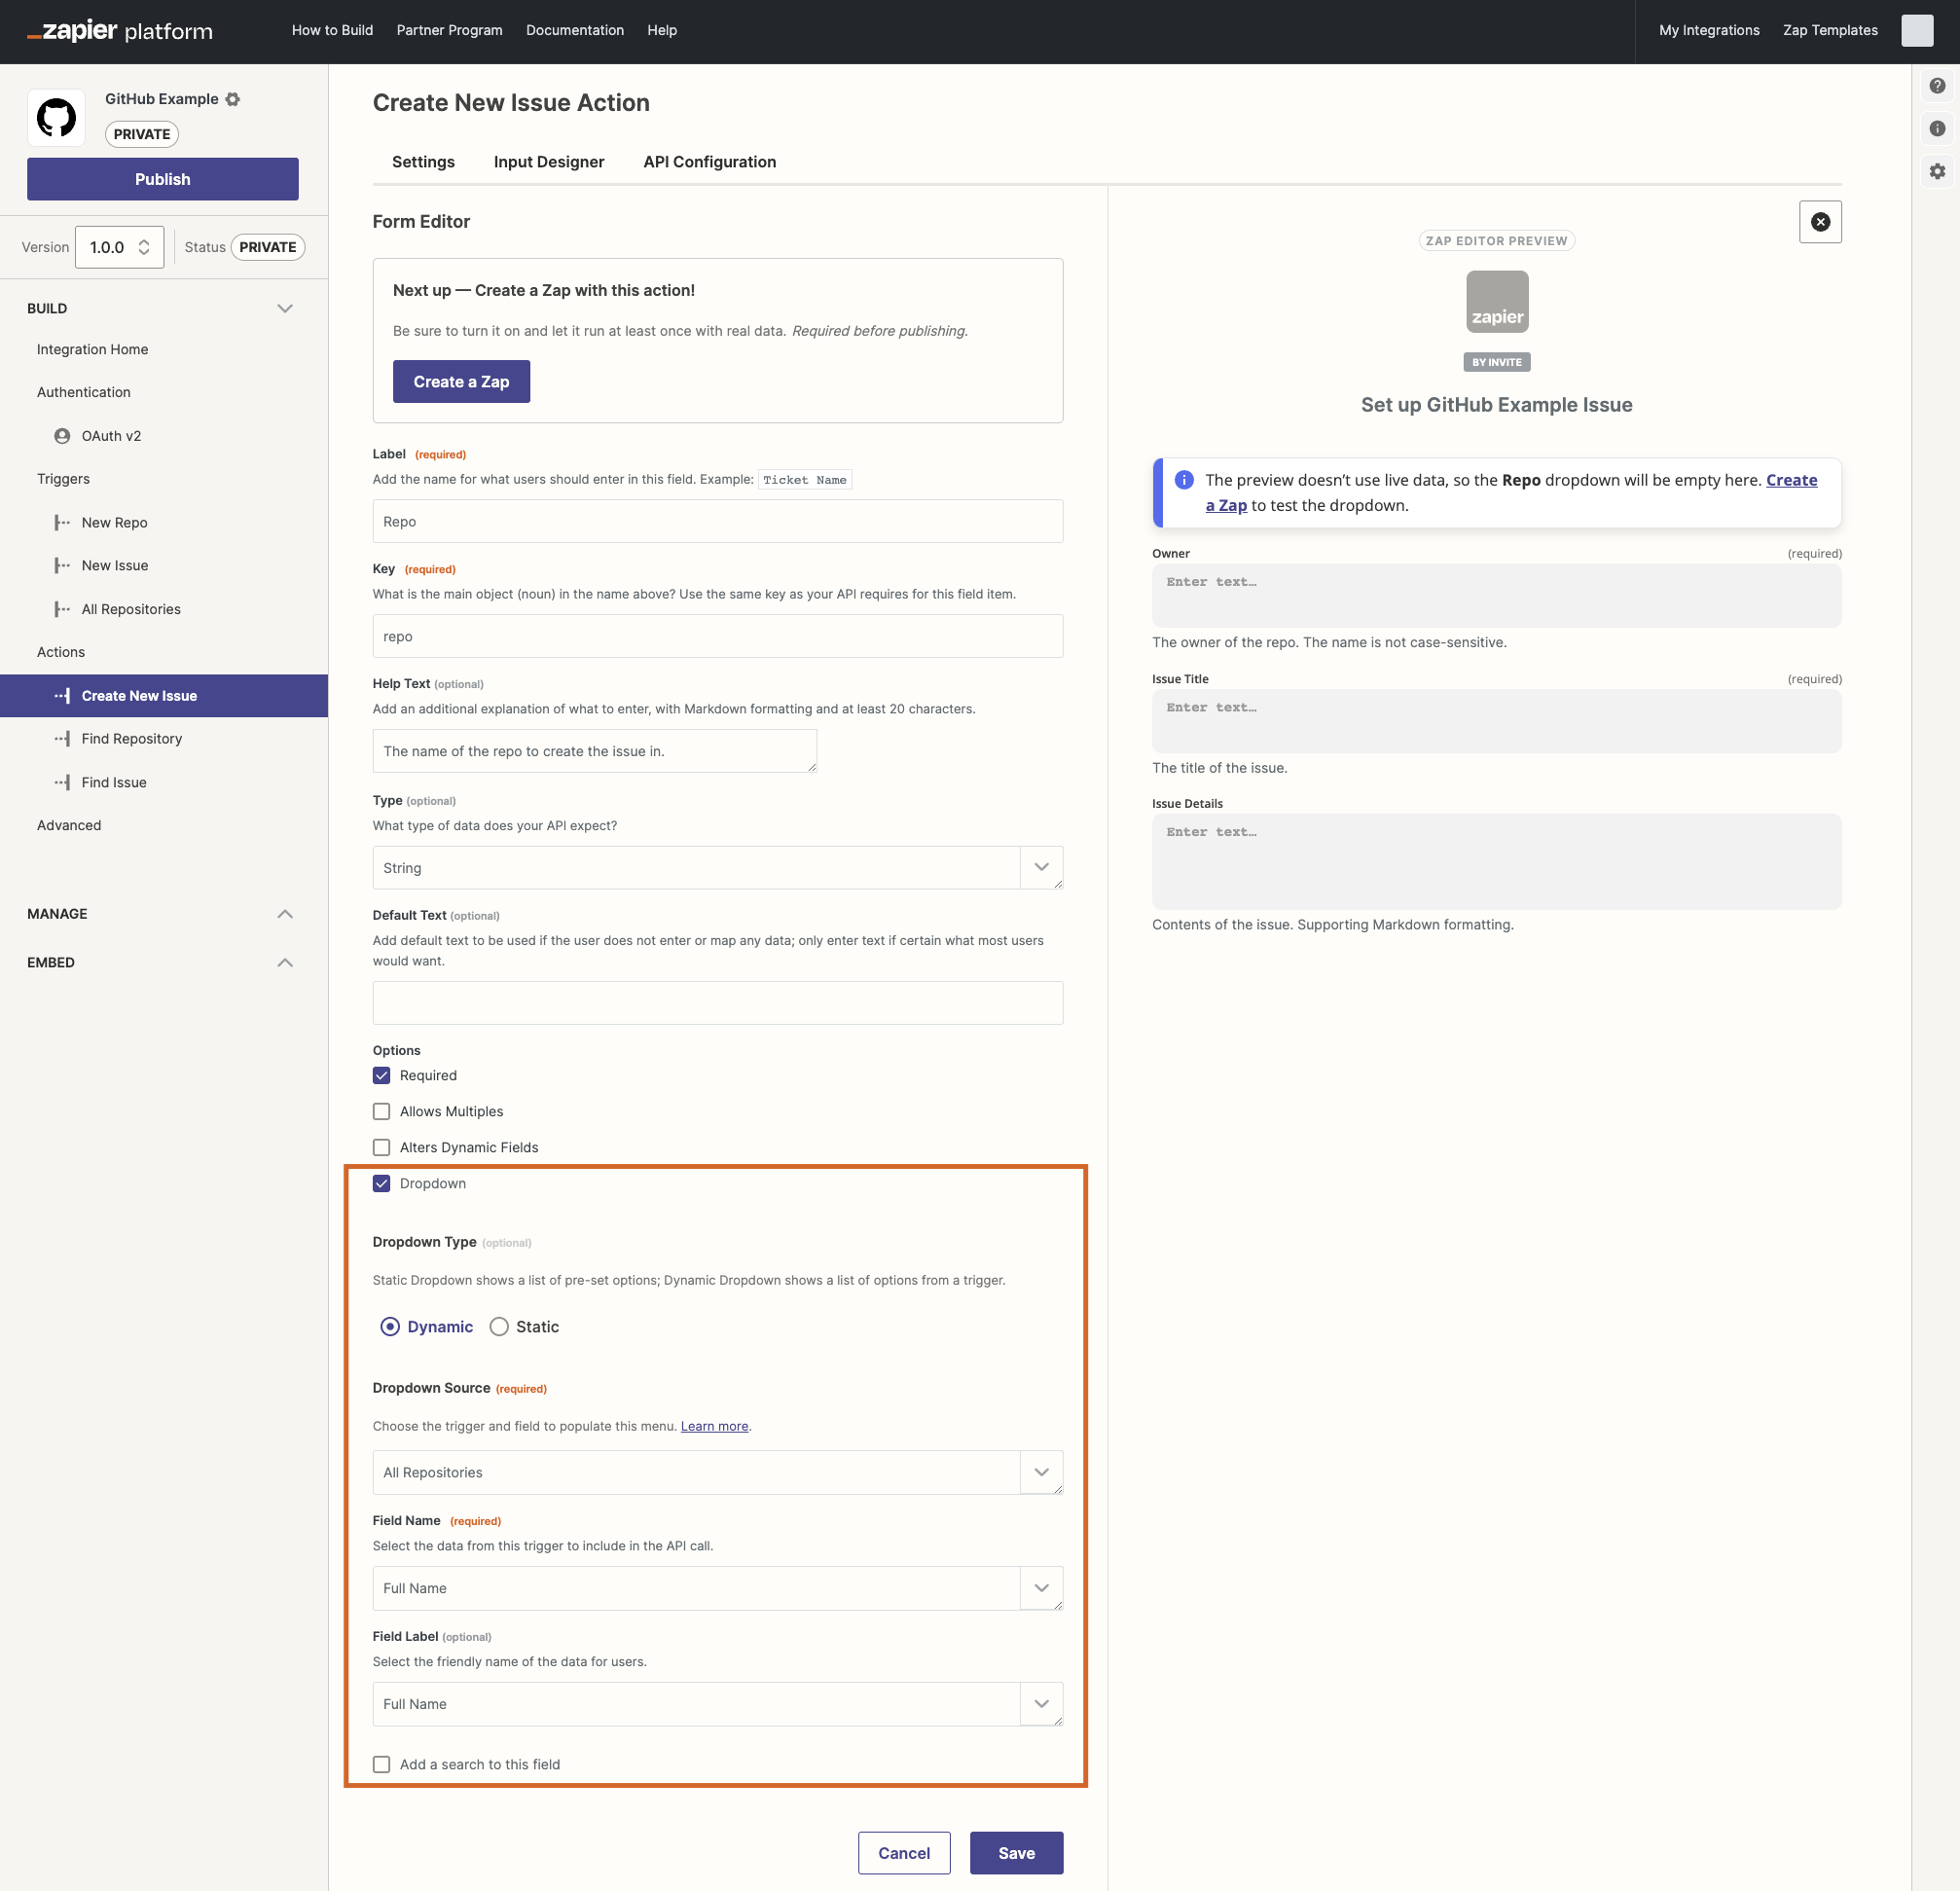 zapier platform
How to Build
Partner Program
Documentation
Help
My Integrations
Zap Templates
GitHub Example
PRIVATE
Publish
Version
1.0.0
Status
PRIVATE
BUILD
Integration Home
Authentication
OAuth v2
Triggers
New Repo
New Issue
All Repositories
Actions
Create New Issue
Find Repository
Find Issue
Advanced
MANAGE
EMBED
Create New Issue Action
Settings
Input Designer
API Configuration
Form Editor
Next up — Create a Zap with this action!
Be sure to turn it on and let it run at least once with real data. Required before publishing.
Create a Zap
Label (required)
Add the name for what users should enter in this field. Example: Ticket Name
Repo
Key (required)
What is the main object (noun) in the name above? Use the same key as your API requires for this field item.
repo
Help Text (optional)
Add an additional explanation of what to enter, with Markdown formatting and at least 20 characters.
The name of the repo to create the issue in.
Type (optional)
What type of data does your API expect?
String
Default Text (optional)
Add default text to be used if the user does not enter or map any data; only enter text if certain what most users
would want.
Options
Required
Allows Multiples
Alters Dynamic Fields
Dropdown
Dropdown Type (optional)
Static Dropdown shows a list of pre-set options; Dynamic Dropdown shows a list of options from a trigger.
Dynamic
Static
Dropdown Source (required)
Choose the trigger and field to populate this menu. Learn more.
All Repositories
Field Name (required)
Select the data from this trigger to include in the API call.
Full Name
Field Label (optional)
Select the friendly name of the data for users.
Full Name
Add a search to this field
Cancel
Save
ZAP EDITOR PREVIEW
zapier
BY INVITE
Set up GitHub Example Issue
The preview doesn’t use live data, so the Repo dropdown will be empty here. Create
a Zap to test the dropdown.
Owner
(required)
Enter text…
The owner of the repo. The name is not case-sensitive.
Issue Title
(required)
Enter text…
The title of the issue.
Issue Details
Enter text…
Contents of the issue. Supporting Markdown formatting.